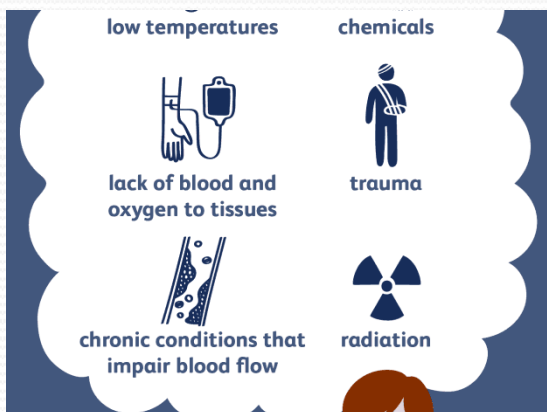 low temperatures
chemicals
lack of blood and
oxygen to tissues
trauma
chronic conditions that
impair blood flow
radiation